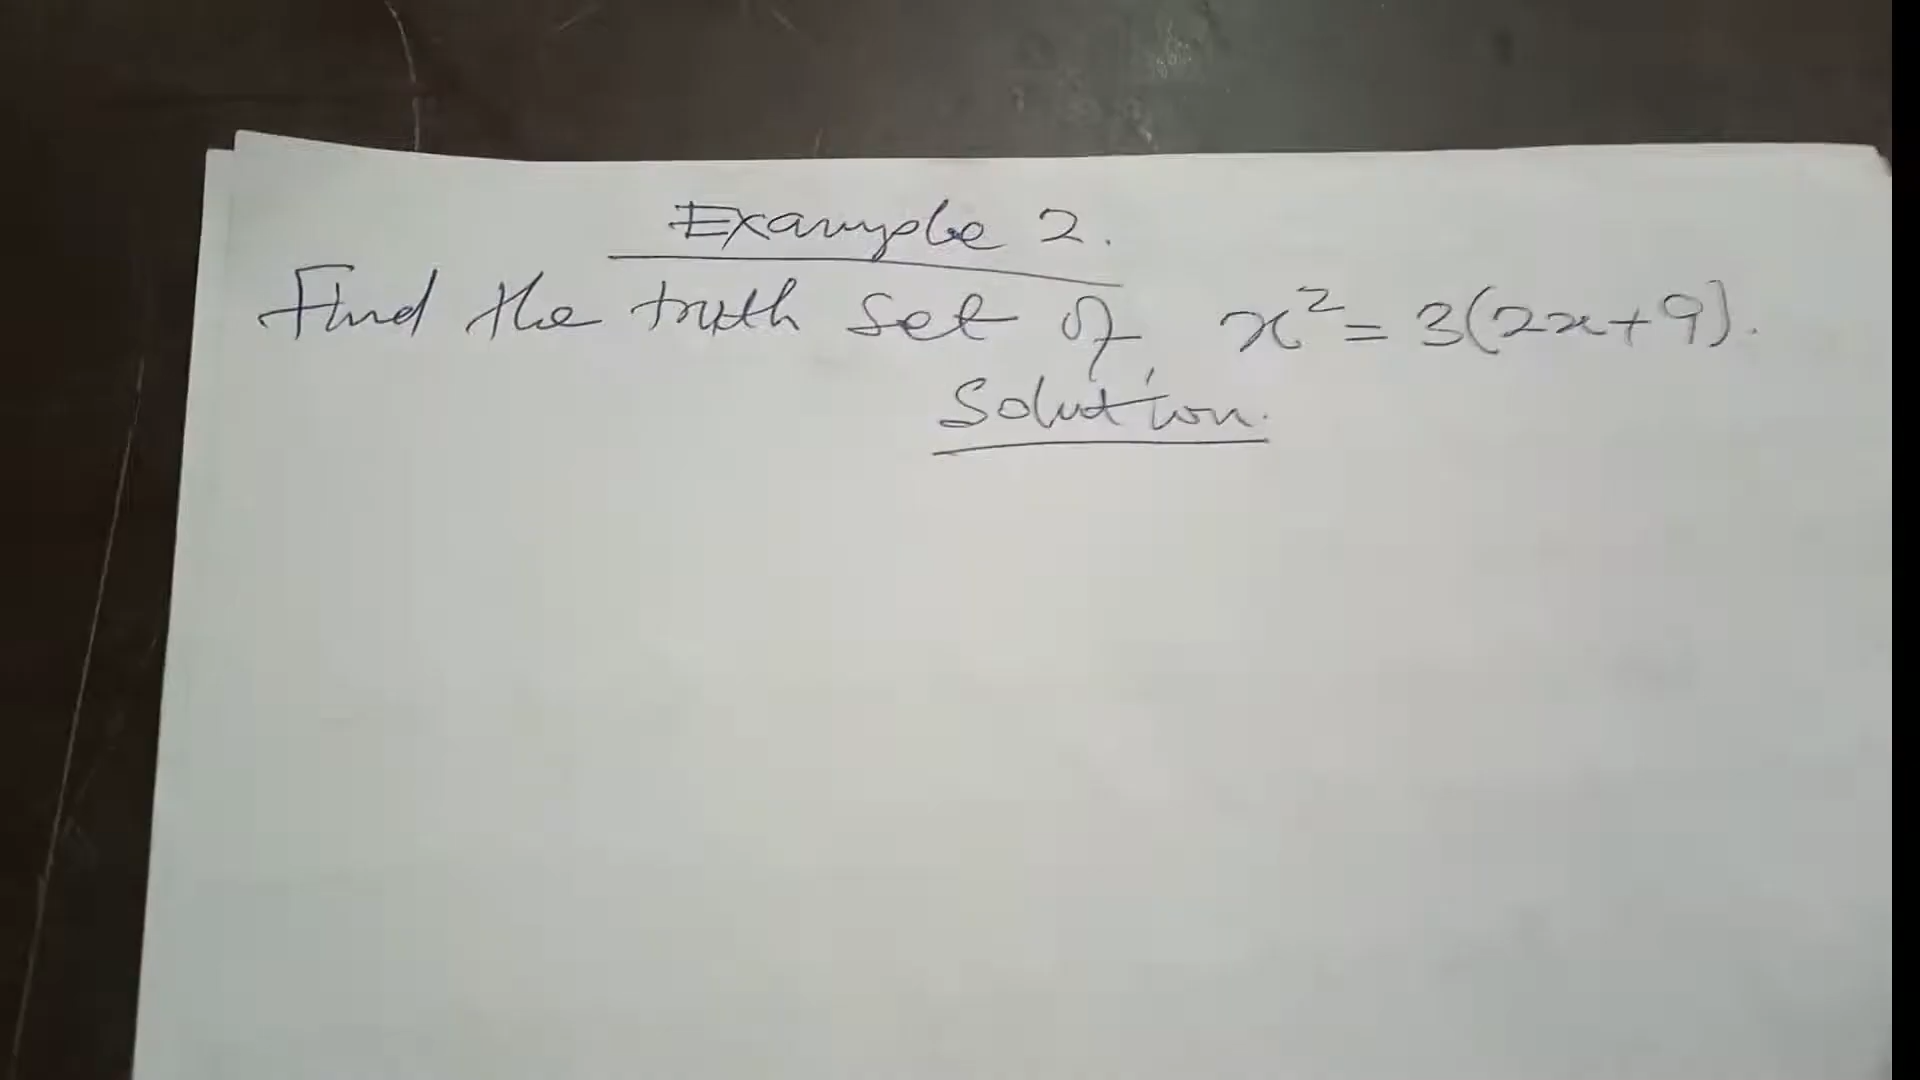 Example 2.
Find the truth set of x² = 3(2x+9).
Solution.